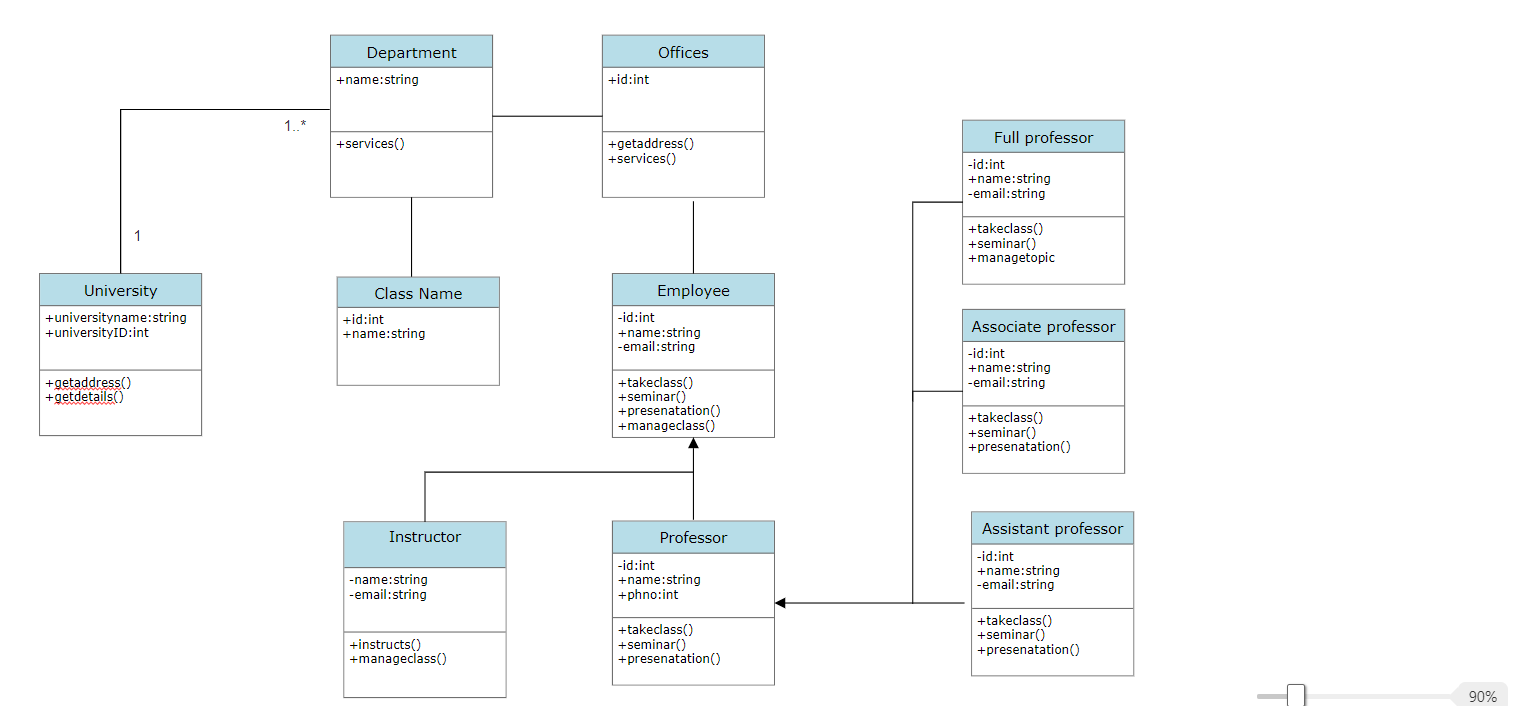 Department
+name:string
+services()
Offices
+id:int
+getaddress()
+services()
1..*
1
University
+universityname:string
+universityID:int
+getaddress()
+getdetails()
Class Name
+id:int
+name:string
Employee
-id:int
+name:string
-email:string
+takeclass()
+seminar()
+presenatation()
+manageclass()
Full professor
-id:int
+name:string
-email:string
+takeclass()
+seminar()
+managetopic
Associate professor
-id:int
+name:string
-email:string
+takeclass()
+seminar()
+presenatation()
Instructor
-name:string
-email:string
+instructs()
+manageclass()
Professor
-id:int
+name:string
+phno:int
+takeclass()
+seminar()
+presenatation()
Assistant professor
-id:int
+name:string
-email:string
+takeclass()
+seminar()
+presenatation()
90%